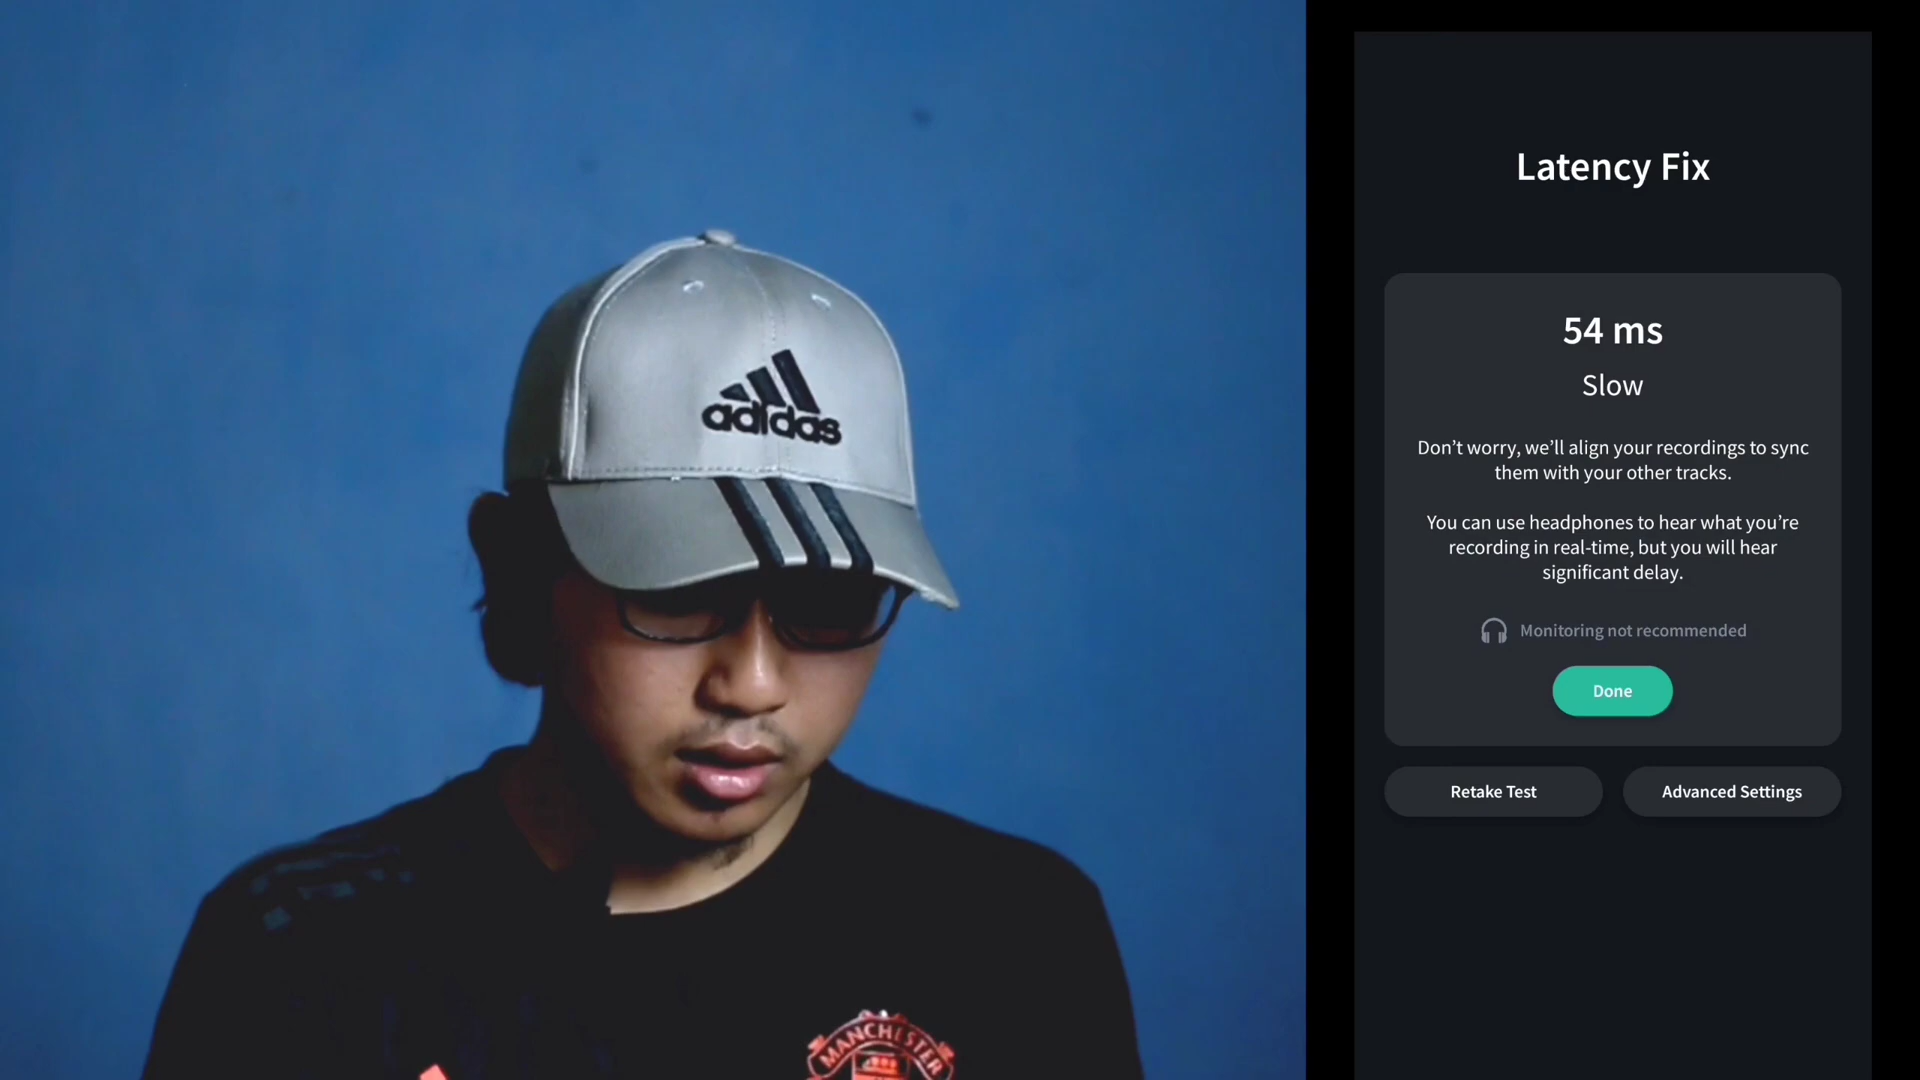 adidas
MANCHESTER
Latency Fix
54 ms
Slow
Don’t worry, we’ll align your recordings to sync
them with your other tracks.
You can use headphones to hear what you’re
recording in real-time, but you will hear
significant delay.
Monitoring not recommended
Done
Retake Test
Advanced Settings